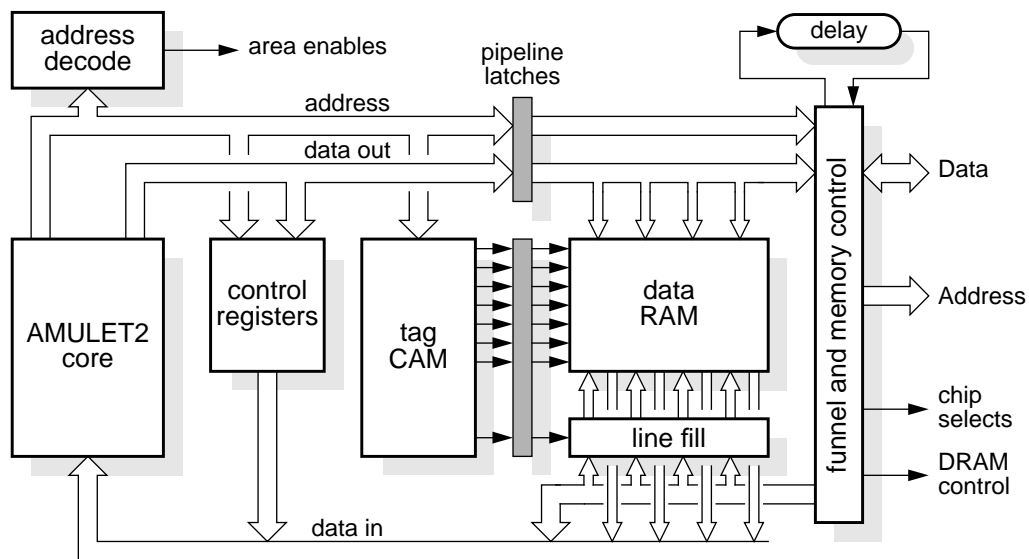 address
decode
area enables
delay
pipeline
latches
address
data out
Data
AMULET2
core
control
registers
tag
CAM
data
RAM
funnel and memory control
Address
line fill
chip
selects
DRAM
control
data in